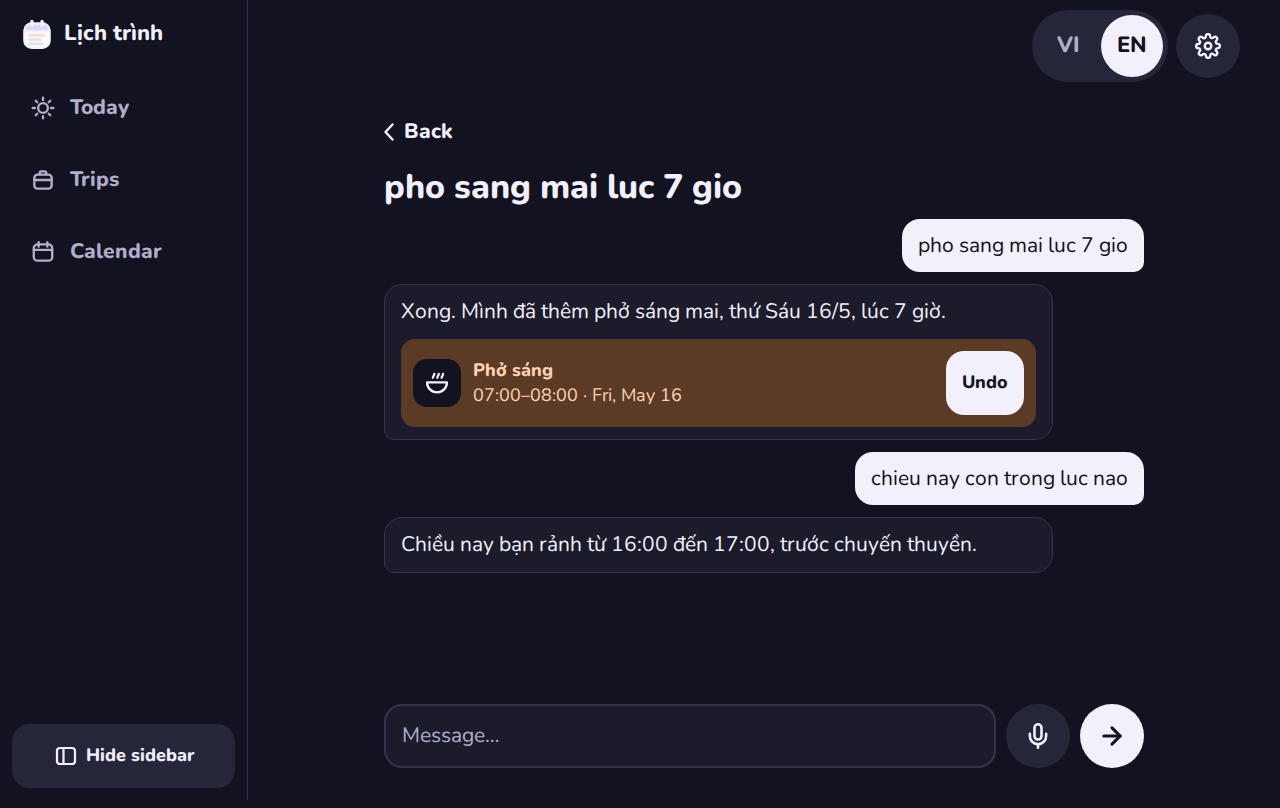 Lịch trình
VI
EN
Today
Trips
Calendar
Back
pho sang mai luc 7 gio
pho sang mai luc 7 gio
Xong. Mình đã thêm phở sáng mai, thứ Sáu 16/5, lúc 7 giờ.
Phở sáng
07:00–08:00 · Fri, May 16
Undo
chieu nay con trong luc nao
Chiều nay bạn rảnh từ 16:00 đến 17:00, trước chuyến thuyền.
Message...
Hide sidebar